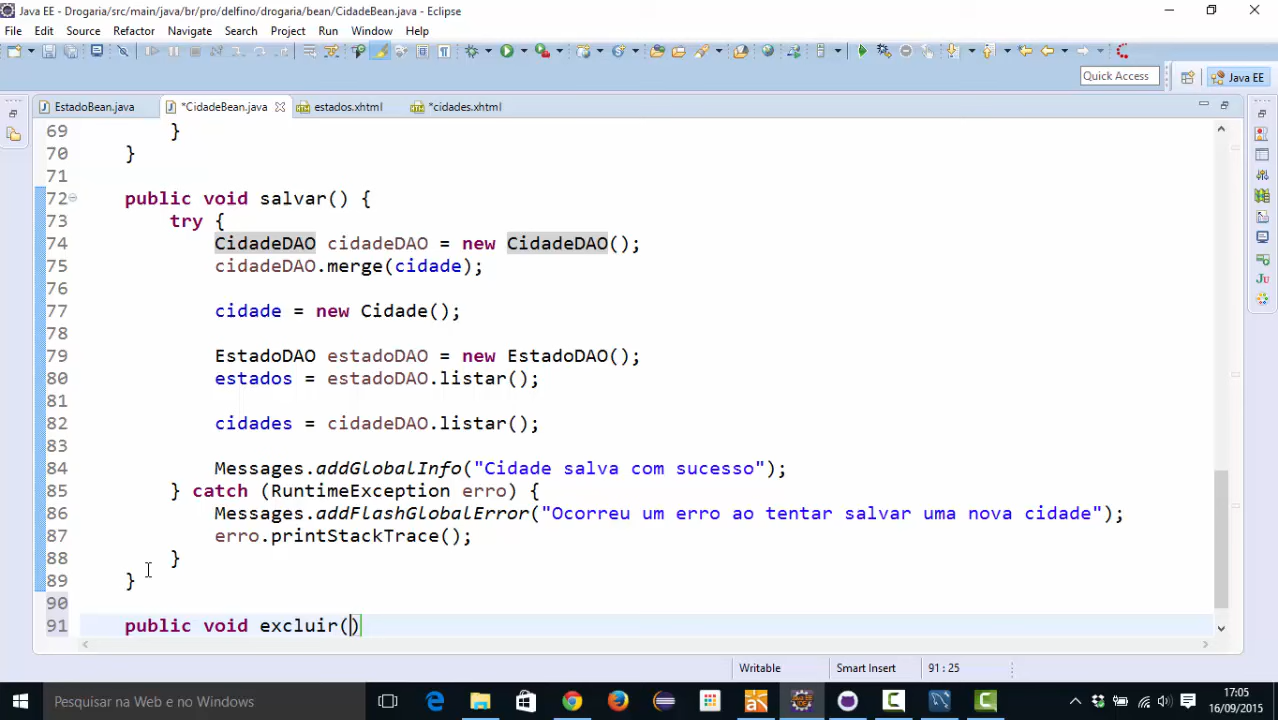 Java EE - Drogaria/src/main/java/br/pro/delfino/drogaria/bean/CidadeBean.java - Eclipse
File Edit Source Refactor Navigate Search Project Run Window Help
Quick Access Java EE
EstadoBean.java *CidadeBean.java estados.xhtml *cidades.xhtml
69 }
70 }
71
72 public void salvar() {
73 try {
74 CidadeDAO cidadeDAO = new CidadeDAO();
75 cidadeDAO.merge(cidade);
76
77 cidade = new Cidade();
78
79 EstadoDAO estadoDAO = new EstadoDAO();
80 estados = estadoDAO.listar();
81
82 cidades = cidadeDAO.listar();
83
84 Messages.addGlobalInfo("Cidade salva com sucesso");
85 } catch (RuntimeException erro) {
86 Messages.addFlashGlobalError("Ocorreu um erro ao tentar salvar uma nova cidade");
87 erro.printStackTrace();
88 }
89 }
90
91 public void excluir()
Writable Smart Insert 91 : 25
Pesquisar na Web e no Windows
17:05
16/09/2015